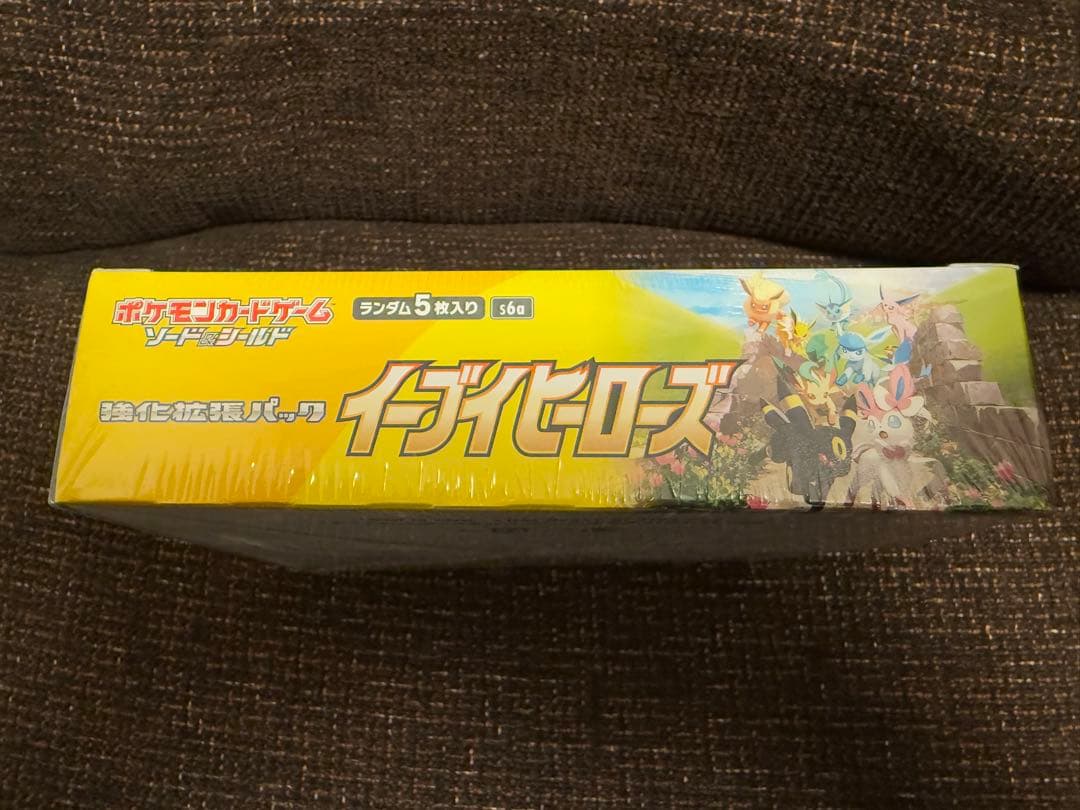 ポケモンカードゲーム
ソード&シールド
ランダム5枚入り s6a
強化拡張パック
イーブイヒーローズ